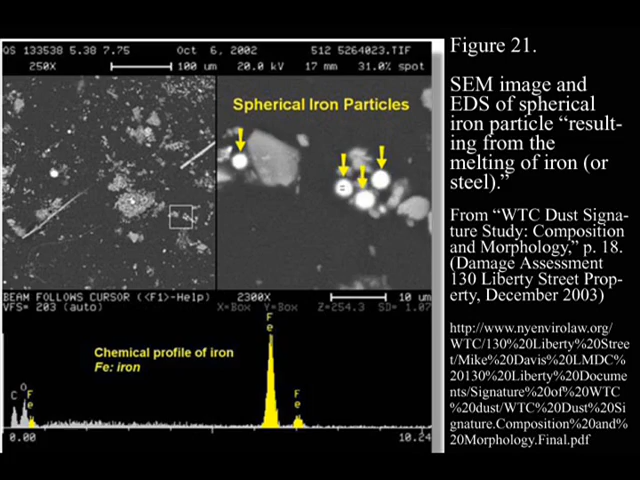 QS 133538 5.38 7.75 Oct 6, 2002 512 5264023.TIF
250X 100 um 20.0 kV 17 mm 31.0% spot
Spherical Iron Particles
BEAM FOLLOWS CURSOR (<F1>-Help) 2300X 10 um
VFS= 203 (auto) X=Box Y=Box Z=254.3 SD= 1.07
Fe
Chemical profile of iron
Fe: iron
C O Fe Fe
0.00 10.24
Figure 21.
SEM image and
EDS of spherical
iron particle “result-
ing from the
melting of iron (or
steel).”
From “WTC Dust Signa-
ture Study: Composition
and Morphology,” p. 18.
(Damage Assessment
130 Liberty Street Prop-
erty, December 2003)
http://www.nyenvirolaw.org/
WTC/130%20Liberty%20Stree
t/Mike%20Davis%20LMDC%
20130%20Liberty%20Docume
nts/Signature%20of%20WTC
%20dust/WTC%20Dust%20Si
gnature.Composition%20and%
20Morphology.Final.pdf